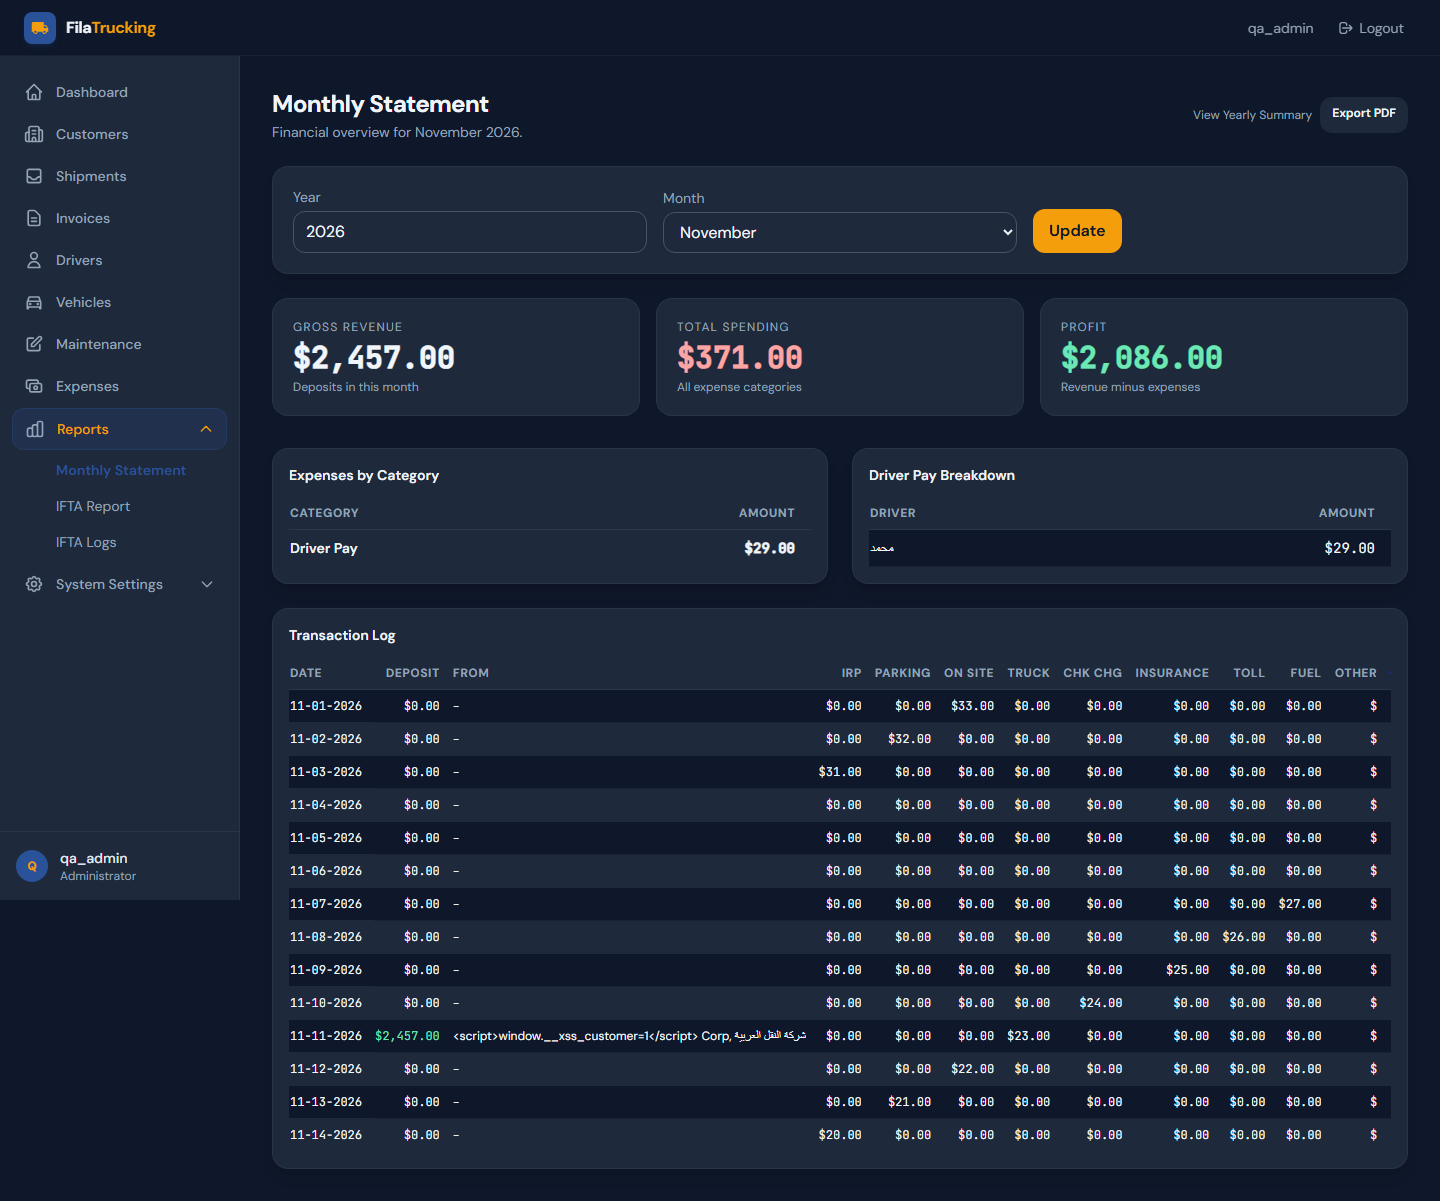 FilaTrucking
qa_admin
Logout
Dashboard
Customers
Shipments
Invoices
Drivers
Vehicles
Maintenance
Expenses
Reports
Monthly Statement
IFTA Report
IFTA Logs
System Settings
Q
qa_admin
Administrator
Monthly Statement
Financial overview for November 2026.
View Yearly Summary
Export PDF
Year
2026
Month
November
Update
GROSS REVENUE
$2,457.00
Deposits in this month
TOTAL SPENDING
$371.00
All expense categories
PROFIT
$2,086.00
Revenue minus expenses
Expenses by Category
CATEGORY AMOUNT
Driver Pay $29.00
Driver Pay Breakdown
DRIVER AMOUNT
محمد $29.00
Transaction Log
DATE DEPOSIT FROM IRP PARKING ON SITE TRUCK CHK CHG INSURANCE TOLL FUEL OTHER
11-01-2026 $0.00 – $0.00 $0.00 $33.00 $0.00 $0.00 $0.00 $0.00 $0.00 $
11-02-2026 $0.00 – $0.00 $32.00 $0.00 $0.00 $0.00 $0.00 $0.00 $0.00 $
11-03-2026 $0.00 – $31.00 $0.00 $0.00 $0.00 $0.00 $0.00 $0.00 $0.00 $
11-04-2026 $0.00 – $0.00 $0.00 $0.00 $0.00 $0.00 $0.00 $0.00 $0.00 $
11-05-2026 $0.00 – $0.00 $0.00 $0.00 $0.00 $0.00 $0.00 $0.00 $0.00 $
11-06-2026 $0.00 – $0.00 $0.00 $0.00 $0.00 $0.00 $0.00 $0.00 $0.00 $
11-07-2026 $0.00 – $0.00 $0.00 $0.00 $0.00 $0.00 $0.00 $0.00 $27.00 $
11-08-2026 $0.00 – $0.00 $0.00 $0.00 $0.00 $0.00 $0.00 $26.00 $0.00 $
11-09-2026 $0.00 – $0.00 $0.00 $0.00 $0.00 $0.00 $25.00 $0.00 $0.00 $
11-10-2026 $0.00 – $0.00 $0.00 $0.00 $0.00 $24.00 $0.00 $0.00 $0.00 $
11-11-2026 $2,457.00 <script>window.__xss_customer=1</script> Corp, شركة النقل العربية $0.00 $0.00 $0.00 $23.00 $0.00 $0.00 $0.00 $0.00 $
11-12-2026 $0.00 – $0.00 $0.00 $22.00 $0.00 $0.00 $0.00 $0.00 $0.00 $
11-13-2026 $0.00 – $0.00 $21.00 $0.00 $0.00 $0.00 $0.00 $0.00 $0.00 $
11-14-2026 $0.00 – $20.00 $0.00 $0.00 $0.00 $0.00 $0.00 $0.00 $0.00 $